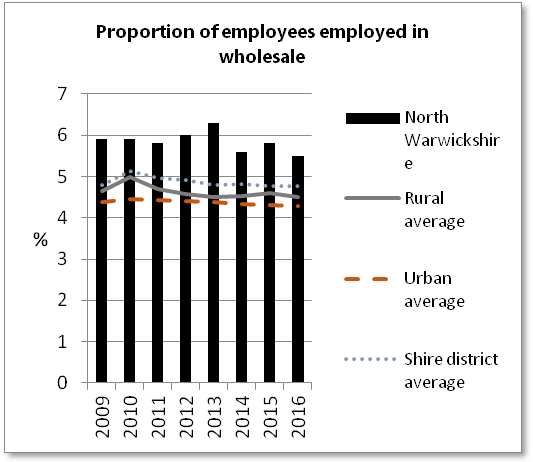 Proportion of employees employed in
wholesale
7
6
5
4
3
2
1
0
%
2009
2010
2011
2012
2013
2014
2015
2016
North
Warwickshir
e
Rural
average
Urban
average
Shire district
average